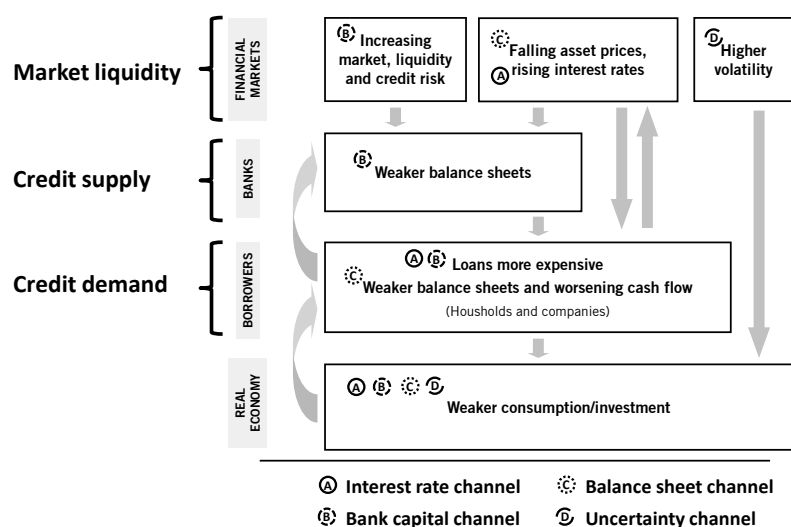 Market liquidity
FINANCIAL
MARKETS
B Increasing
market, liquidity
and credit risk
C Falling asset prices,
A rising interest rates
D Higher
volatility
Credit supply
BANKS
B Weaker balance sheets
Credit demand
BORROWERS
A B Loans more expensive
C Weaker balance sheets and worsening cash flow
(Housholds and companies)
REAL
ECONOMY
A B C D
Weaker consumption/investment
A Interest rate channel
C Balance sheet channel
B Bank capital channel
D Uncertainty channel